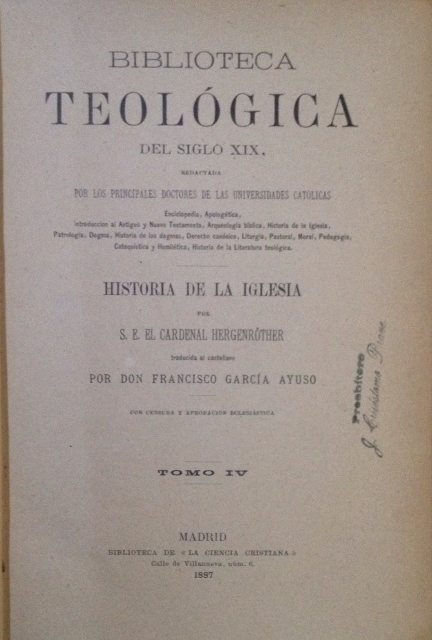 BIBLIOTECA
TEOLÓGICA
DEL SIGLO XIX,
REDACTADA
POR LOS PRINCIPALES DOCTORES DE LAS UNIVERSIDADES CATÓLICAS
Enciclopedia, Apologética,
introduccion al Antiguo y Nuevo Testamento, Arqueología bíblica, Historia de la Iglesia,
Patrología, Dogma, Historia de los dogmas, Derecho canónico, Liturgia, Pastoral, Moral, Pedagogia,
Catequística y Homilética, Historia de la Literatura teológica.
HISTORIA DE LA IGLESIA
POR
S. E. EL CARDENAL HERGENRÖTHER
traducida al castellano
POR DON FRANCISCO GARCÍA AYUSO
CON CENSURA Y APROBACION ECLESIÁSTICA
TOMO IV
MADRID
BIBLIOTECA DE «LA CIENCIA CRISTIANA»
Calle de Villanueva, núm. 6.
1887
Presbítero
J.